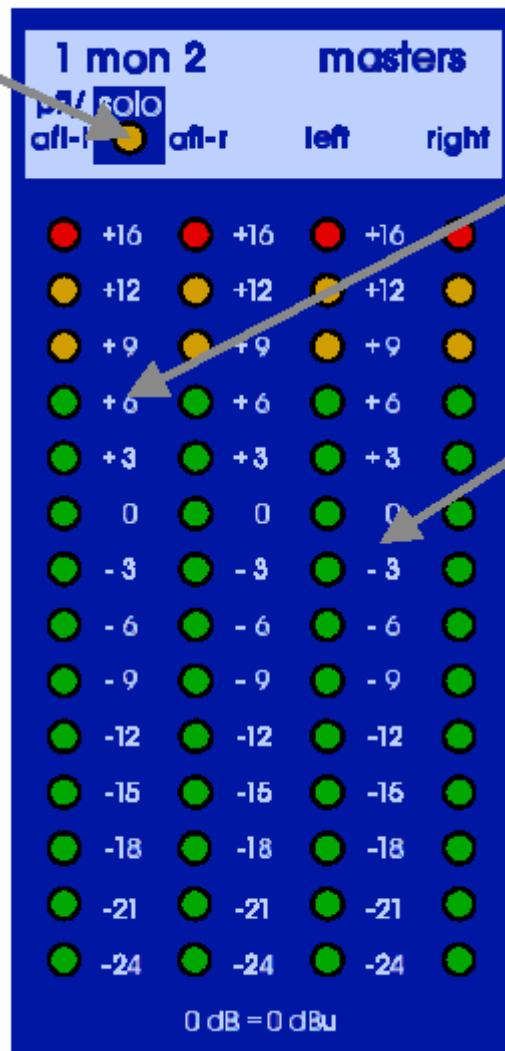 1 mon 2 masters
pfl/ solo
afl-l afl-r left right
+16 +16 +16
+12 +12 +12
+9 +9 +9
+6 +6 +6
+3 +3 +3
0 0 0
-3 -3 -3
-6 -6 -6
-9 -9 -9
-12 -12 -12
-15 -15 -15
-18 -18 -18
-21 -21 -21
-24 -24 -24
0 dB = 0 dBu